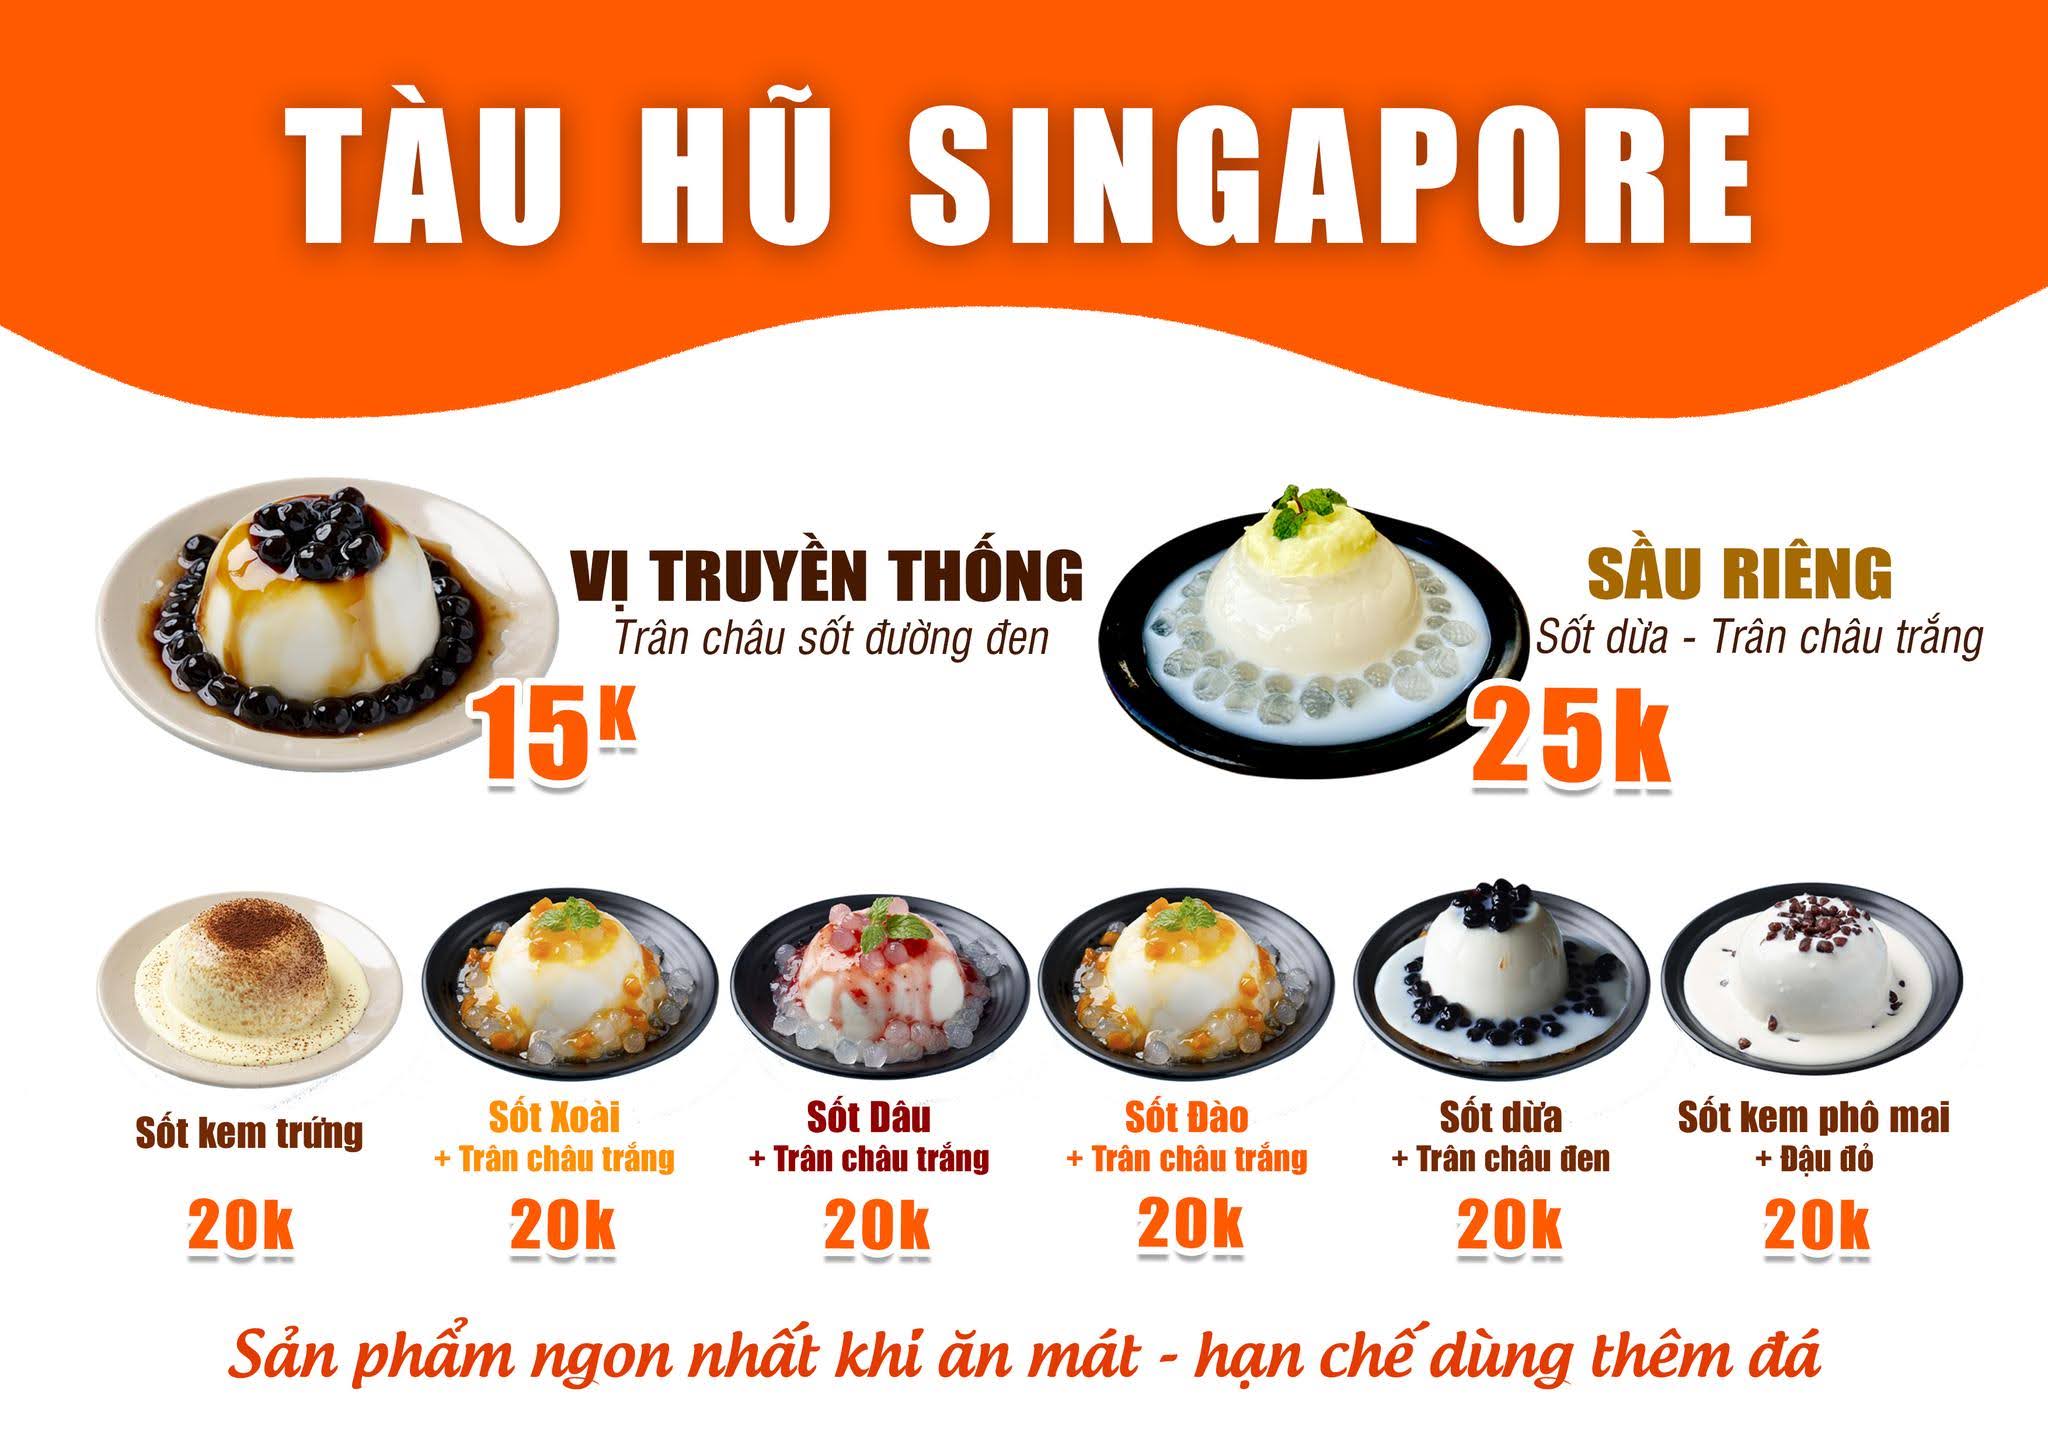 TÀU HŨ SINGAPORE
VỊ TRUYỀN THỐNG
Trân châu sốt đường đen
15K
SẦU RIÊNG
Sốt dừa - Trân châu trắng
25k
Sốt kem trứng
20k
Sốt Xoài
+ Trân châu trắng
20k
Sốt Dâu
+ Trân châu trắng
20k
Sốt Đào
+ Trân châu trắng
20k
Sốt dừa
+ Trân châu đen
20k
Sốt kem phô mai
+ Đậu đỏ
20k
Sản phẩm ngon nhất khi ăn mát - hạn chế dùng thêm đá